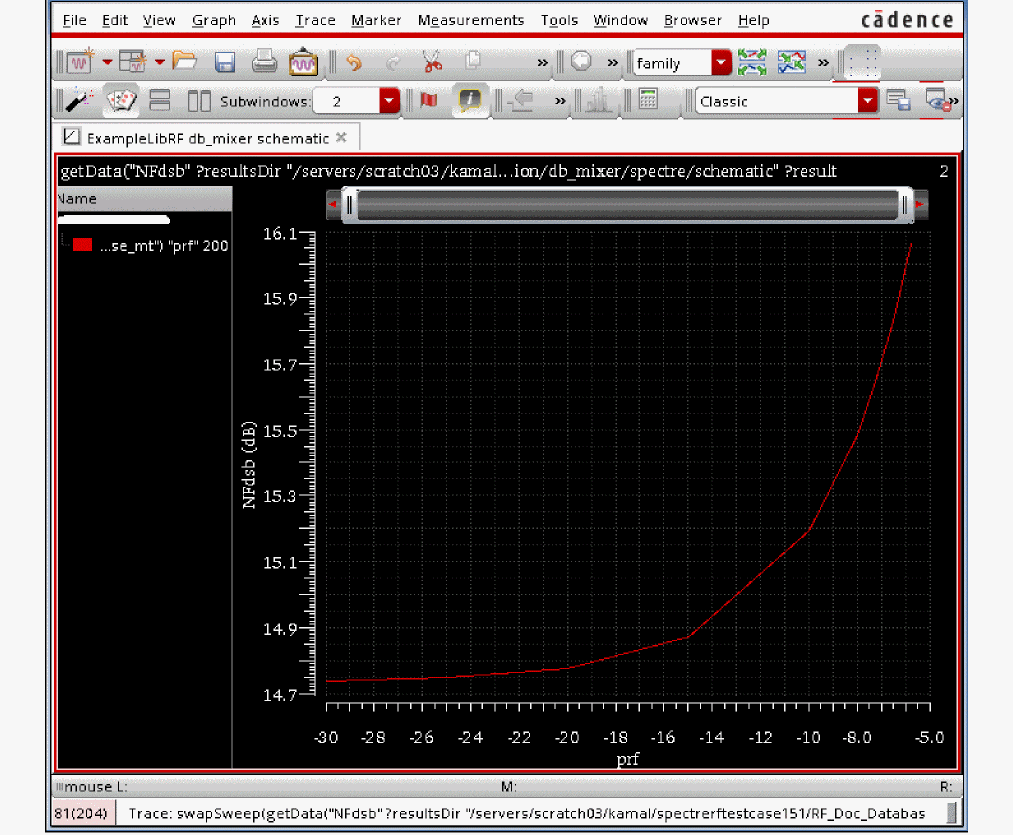 File Edit View Graph Axis Trace Marker Measurements Tools Window Browser Help cādence
» » family »
Subwindows: 2 » Classic »
ExampleLibRF db_mixer schematic
getData("NFdsb" ?resultsDir "/servers/scratch03/kamal...ion/db_mixer/spectre/schematic" ?result 2
Name
...se_mt") "prf" 200
16.1
15.9
15.7
15.5
15.3
15.1
14.9
14.7
NFdsb (dB)
-30 -28 -26 -24 -22 -20 -18 -16 -14 -12 -10 -8.0 -5.0
prf
mouse L: M: R:
81(204) Trace: swapSweep(getData("NFdsb" ?resultsDir "/servers/scratch03/kamal/spectrerftestcase151/RF_Doc_Databas